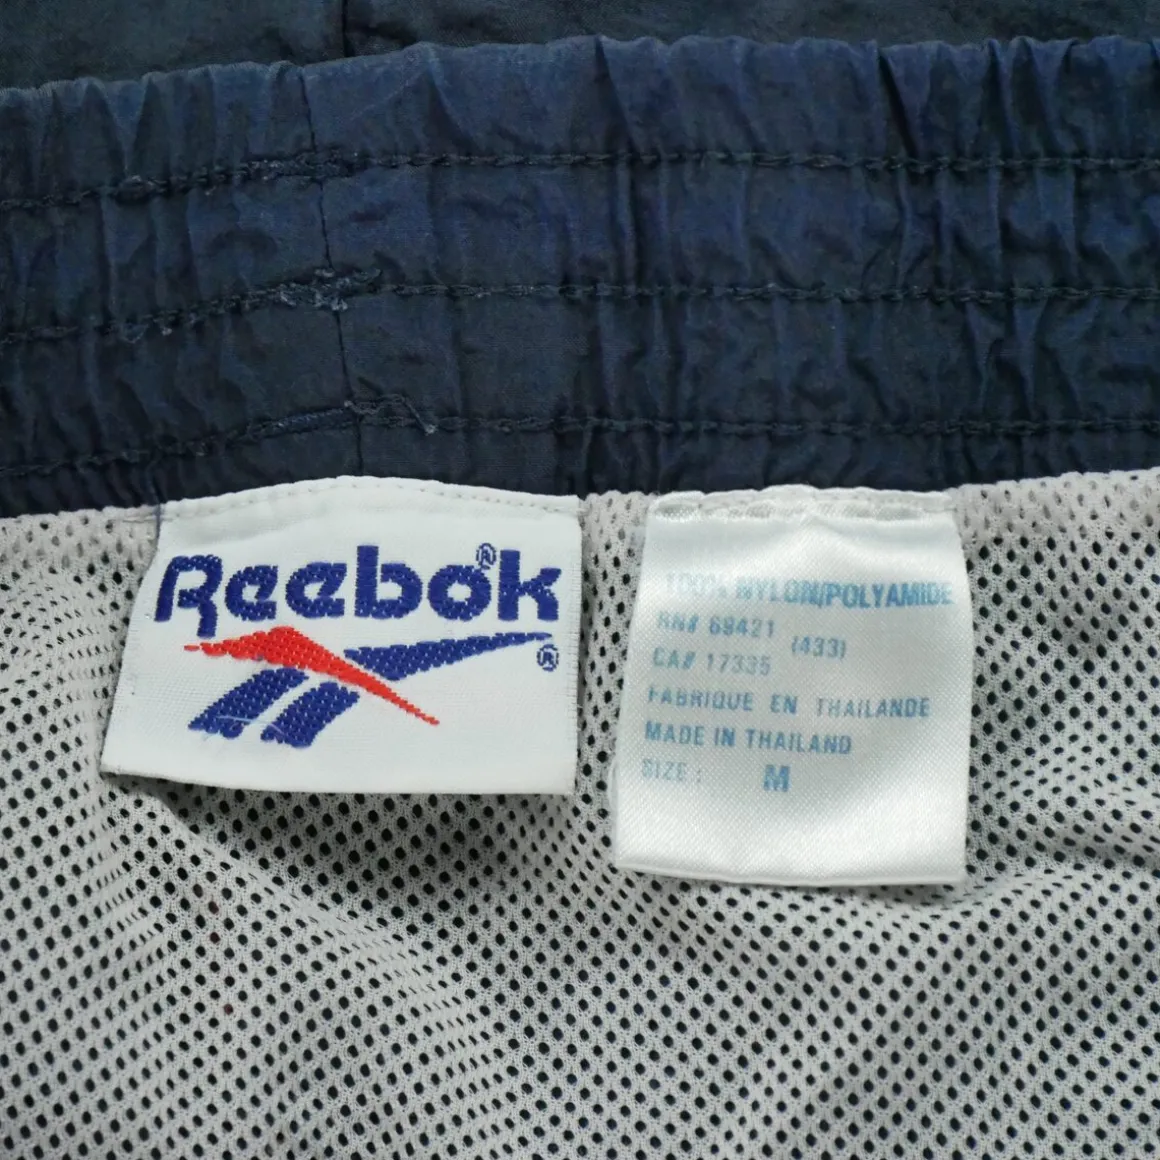 Reebok®
®
100% NYLON/POLYAMIDE
RN# 69421
(433)
CA# 17335
FABRIQUE EN THAILANDE
MADE IN THAILAND
SIZE : M